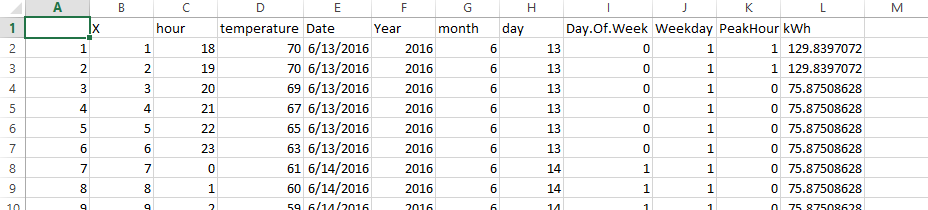 A B C D E F G H I J K L M
1 X hour temperature Date Year month day Day.Of.Week Weekday PeakHour kWh
2 1 1 18 70 6/13/2016 2016 6 13 0 1 1 129.8397072
3 2 2 19 70 6/13/2016 2016 6 13 0 1 1 129.8397072
4 3 3 20 69 6/13/2016 2016 6 13 0 1 0 75.87508628
5 4 4 21 67 6/13/2016 2016 6 13 0 1 0 75.87508628
6 5 5 22 65 6/13/2016 2016 6 13 0 1 0 75.87508628
7 6 6 23 63 6/13/2016 2016 6 13 0 1 0 75.87508628
8 7 7 0 61 6/14/2016 2016 6 14 1 1 0 75.87508628
9 8 8 1 60 6/14/2016 2016 6 14 1 1 0 75.87508628
10 9 9 2 59 6/14/2016 2016 6 14 1 1 0 75.87508628